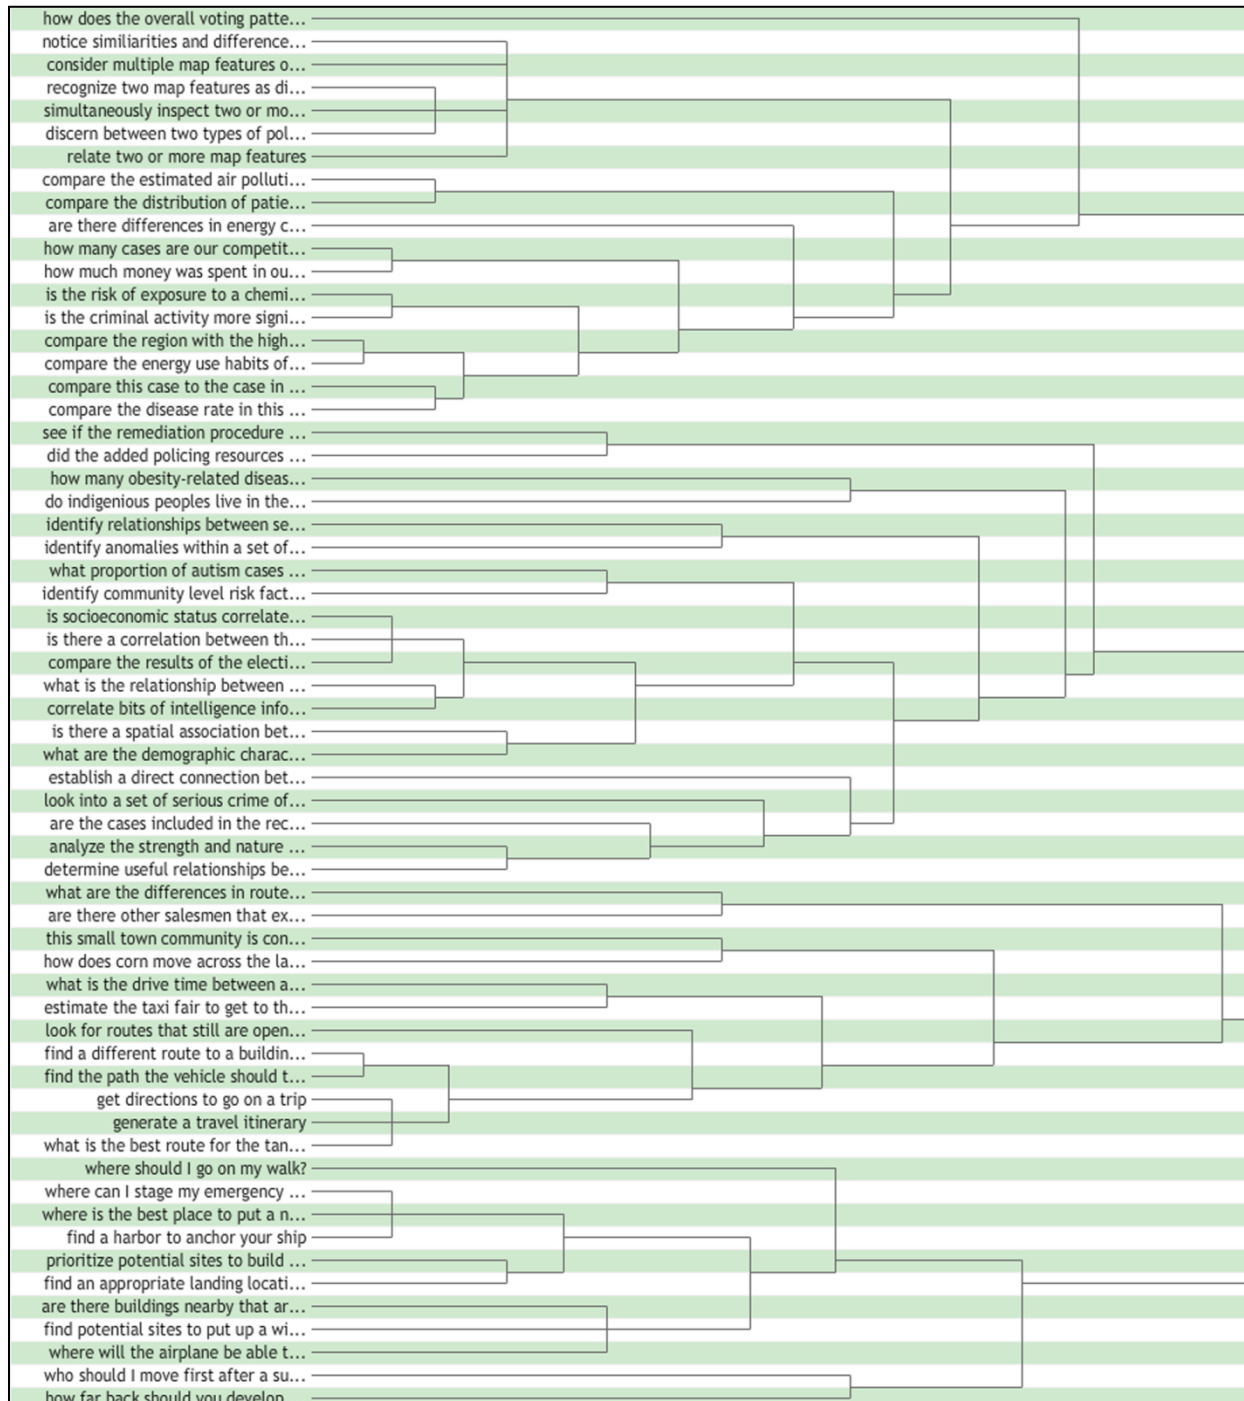 how does the overall voting patte...
notice similiarities and difference...
consider multiple map features o...
recognize two map features as di...
simultaneously inspect two or mo...
discern between two types of pol...
relate two or more map features
compare the estimated air polluti...
compare the distribution of patie...
are there differences in energy c...
how many cases are our competit...
how much money was spent in ou...
is the risk of exposure to a chemi...
is the criminal activity more signi...
compare the region with the high...
compare the energy use habits of...
compare this case to the case in ...
compare the disease rate in this ...
see if the remediation procedure ...
did the added policing resources ...
how many obesity-related diseas...
do indigenious peoples live in the...
identify relationships between se...
identify anomalies within a set of...
what proportion of autism cases ...
identify community level risk fact...
is socioeconomic status correlate...
is there a correlation between th...
compare the results of the electi...
what is the relationship between ...
correlate bits of intelligence info...
is there a spatial association bet...
what are the demographic charac...
establish a direct connection bet...
look into a set of serious crime of...
are the cases included in the rec...
analyze the strength and nature ...
determine useful relationships be...
what are the differences in route...
are there other salesmen that ex...
this small town community is con...
how does corn move across the la...
what is the drive time between a...
estimate the taxi fair to get to th...
look for routes that still are open...
find a different route to a buildin...
find the path the vehicle should t...
get directions to go on a trip
generate a travel itinerary
what is the best route for the tan...
where should I go on my walk?
where can I stage my emergency ...
where is the best place to put a n...
find a harbor to anchor your ship
prioritize potential sites to build ...
find an appropriate landing locati...
are there buildings nearby that ar...
find potential sites to put up a wi...
where will the airplane be able t...
who should I move first after a su...
how far back should you develop...